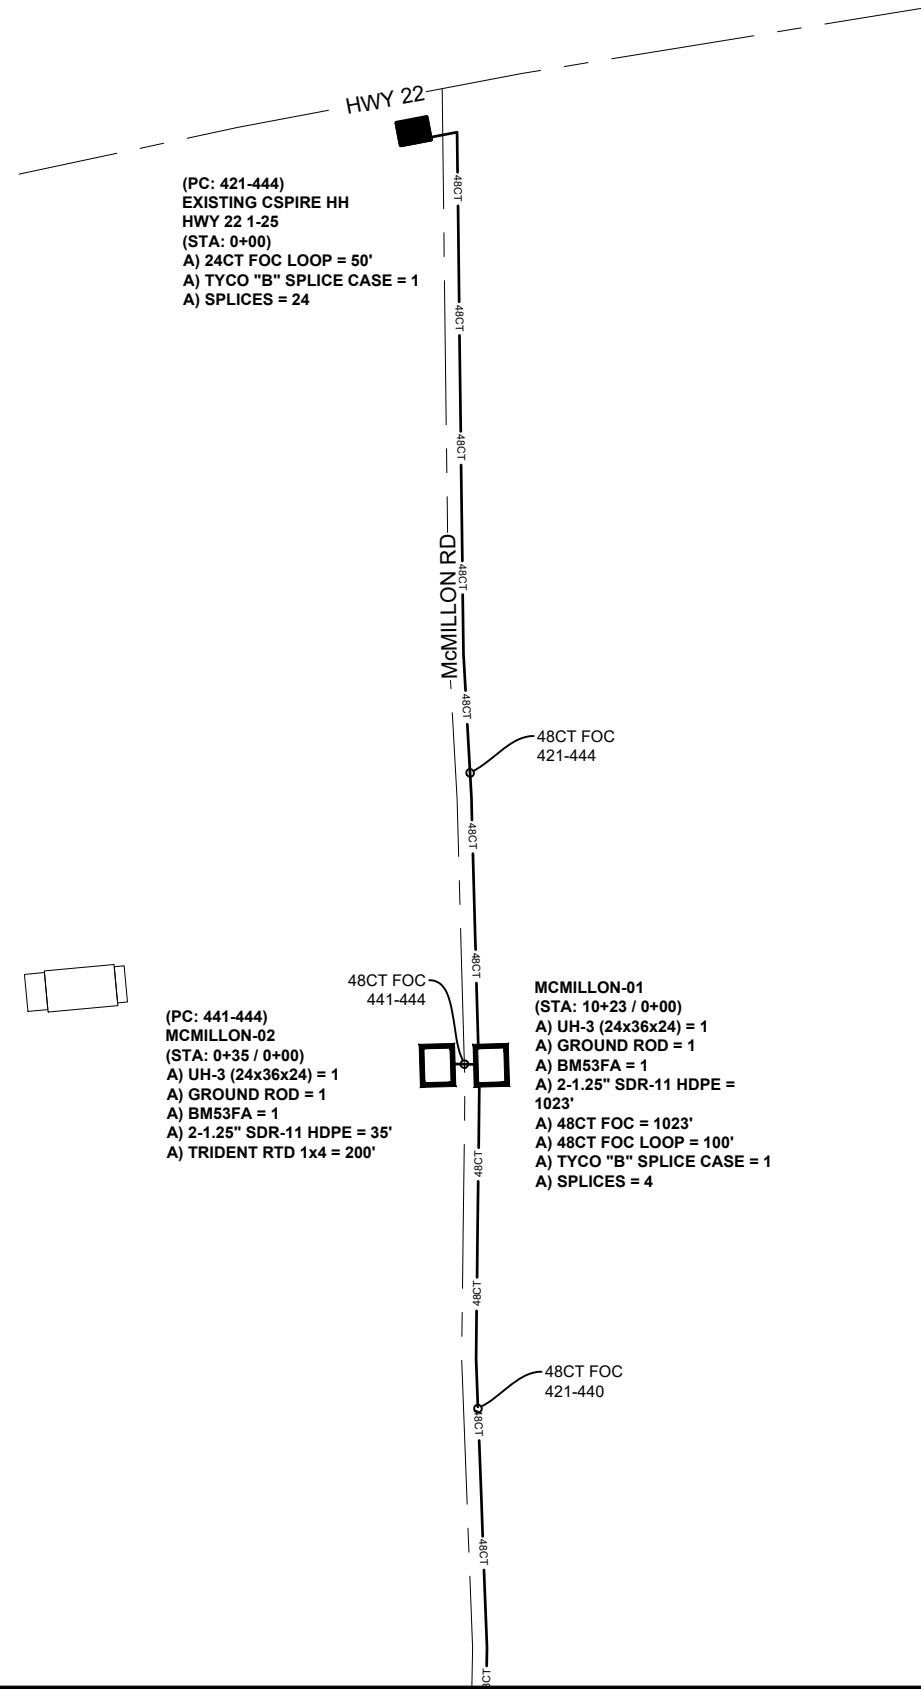 HWY 22
48CT
(PC: 421-444)
EXISTING CSPIRE HH
HWY 22 1-25
(STA: 0+00)
A) 24CT FOC LOOP = 50'
A) TYCO "B" SPLICE CASE = 1
A) SPLICES = 24
48CT
48CT
McMILLON RD
48CT
48CT
48CT FOC
421-444
48CT
48CT
48CT FOC
441-444
(PC: 441-444)
MCMILLON-02
(STA: 0+35 / 0+00)
A) UH-3 (24x36x24) = 1
A) GROUND ROD = 1
A) BM53FA = 1
A) 2-1.25" SDR-11 HDPE = 35'
A) TRIDENT RTD 1x4 = 200'
MCMILLON-01
(STA: 10+23 / 0+00)
A) UH-3 (24x36x24) = 1
A) GROUND ROD = 1
A) BM53FA = 1
A) 2-1.25" SDR-11 HDPE =
1023'
A) 48CT FOC = 1023'
A) 48CT FOC LOOP = 100'
A) TYCO "B" SPLICE CASE = 1
A) SPLICES = 4
48CT
48CT
48CT FOC
421-440
48CT
48CT